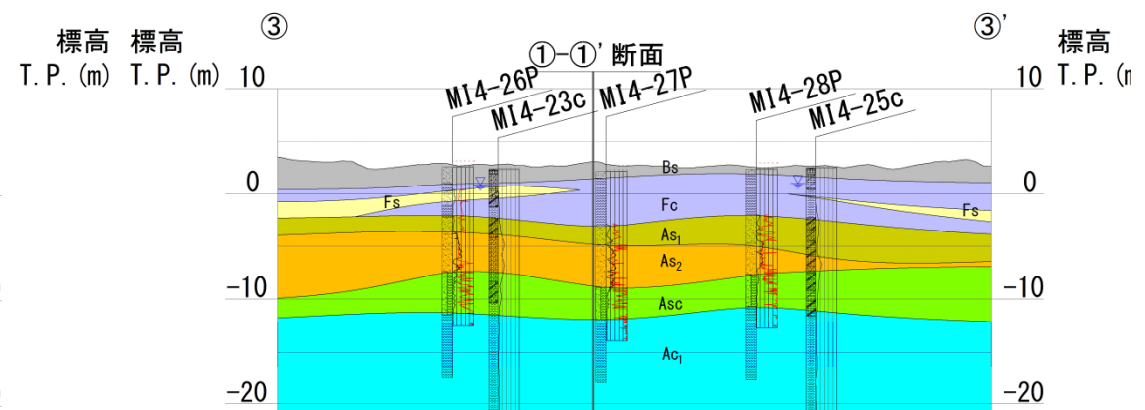 ③ ③'
標高 標高 ①-①' 断面 標高
T.P.(m) T.P.(m) 10 10 T.P.(m
MI4-26P MI4-27P MI4-28P
MI4-23c MI4-25c
Bs
0 0
Fs Fc Fs
As1
As2
-10 -10
Asc
Ac1
-20 -20